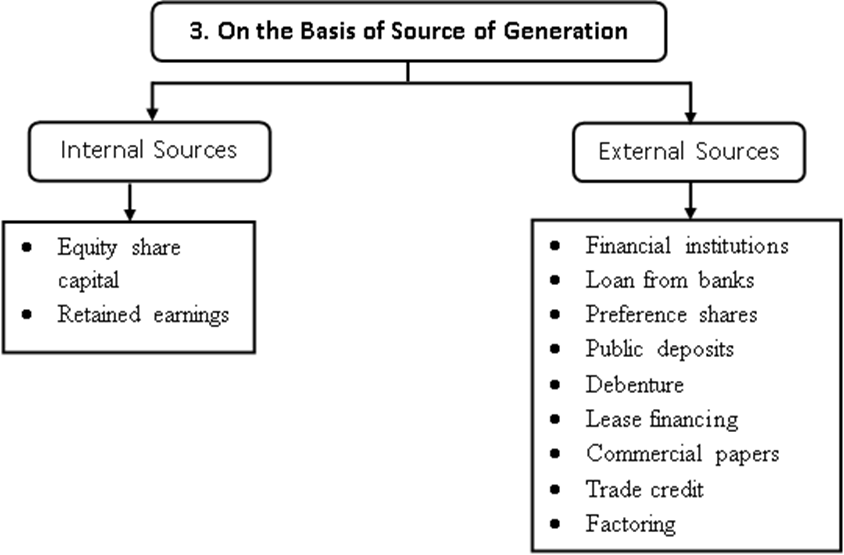 3. On the Basis of Source of Generation
Internal Sources
External Sources
• Equity share
capital
• Retained earnings
• Financial institutions
• Loan from banks
• Preference shares
• Public deposits
• Debenture
• Lease financing
• Commercial papers
• Trade credit
• Factoring